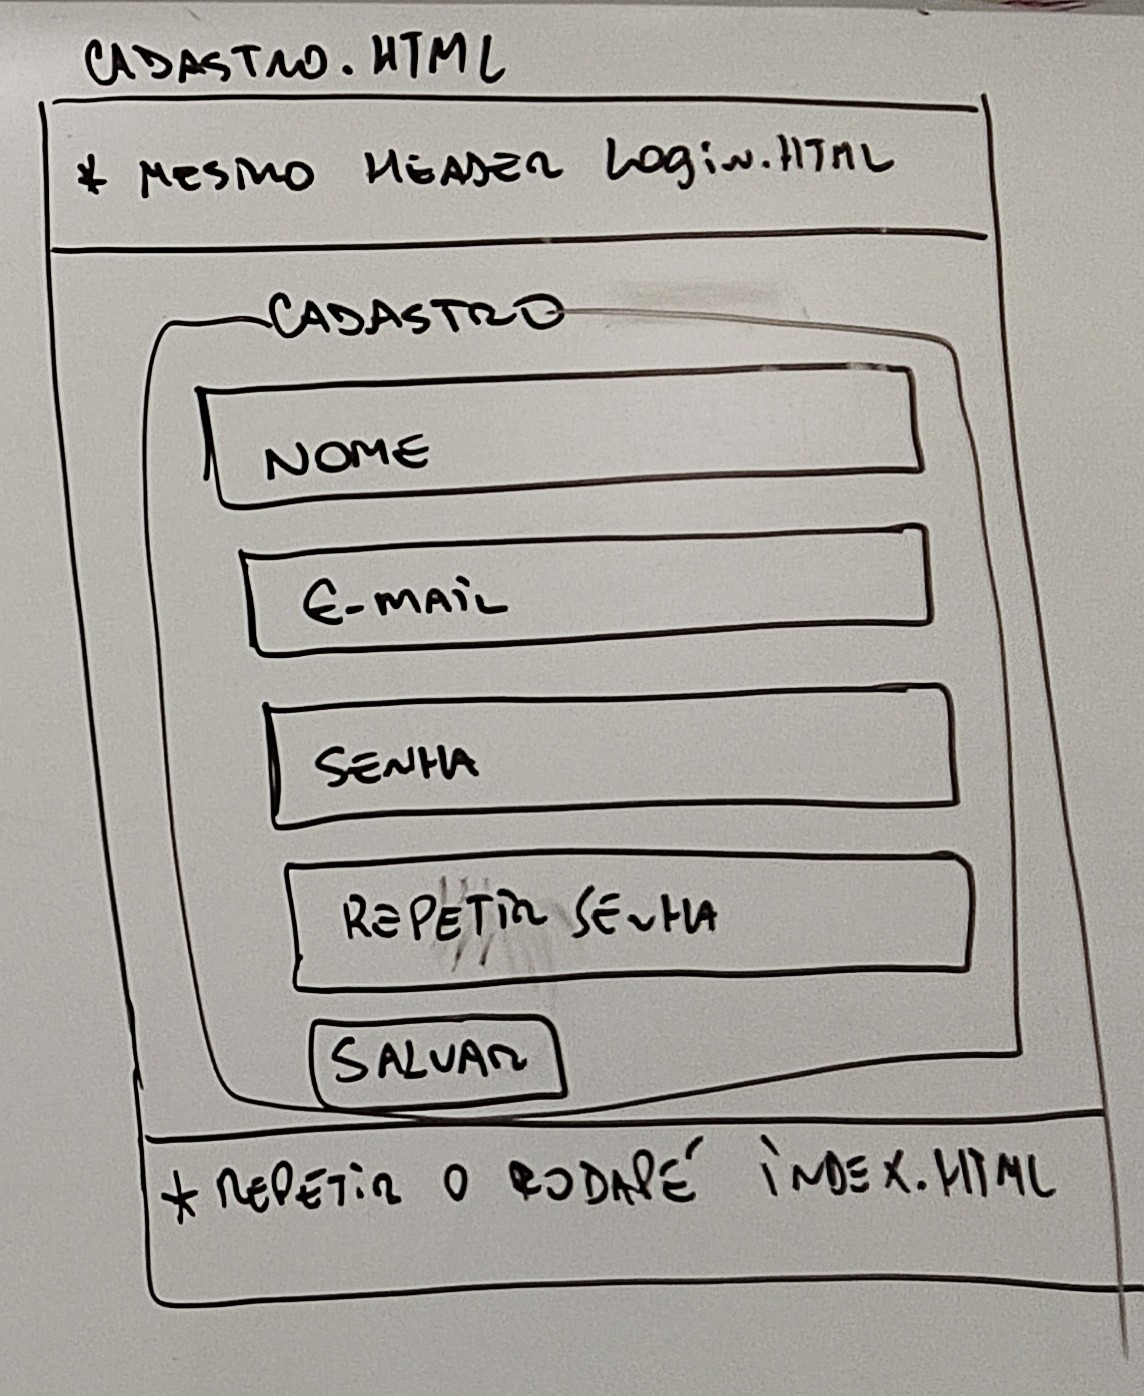 CADASTRO.HTML
* MESMO HEADER LOGIN.HTML
CADASTRO
NOME
E-MAIL
SENHA
REPETIR SENHA
SALVAR
* REPETIR O RODAPÉ INDEX.HTML